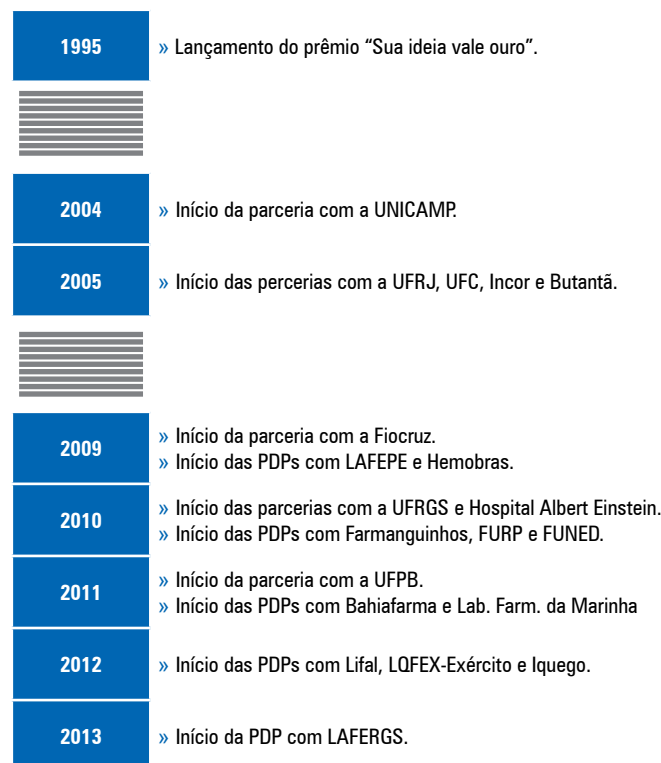 1995
» Lançamento do prêmio “Sua ideia vale ouro”.
2004
» Início da parceria com a UNICAMP.
2005
» Início das percerias com a UFRJ, UFC, Incor e Butantã.
2009
» Início da parceria com a Fiocruz.
» Início das PDPs com LAFEPE e Hemobras.
2010
» Início das parcerias com a UFRGS e Hospital Albert Einstein.
» Início das PDPs com Farmanguinhos, FURP e FUNED.
2011
» Início da parceria com a UFPB.
» Início das PDPs com Bahiafarma e Lab. Farm. da Marinha
2012
» Início das PDPs com Lifal, LQFEX-Exército e Iquego.
2013
» Início da PDP com LAFERGS.